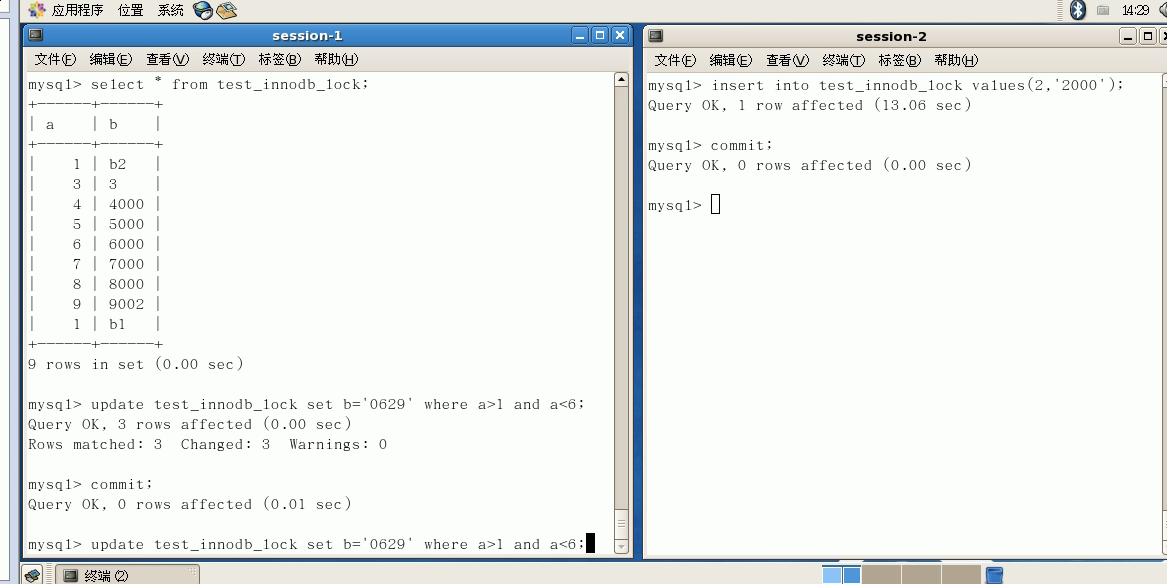 应用程序 位置 系统 14:29
session-1
文件(F) 编辑(E) 查看(V) 终端(T) 标签(B) 帮助(H)
mysql> select * from test_innodb_lock;
+------+------+
| a    | b    |
+------+------+
|    1 | b2   |
|    3 | 3    |
|    4 | 4000 |
|    5 | 5000 |
|    6 | 6000 |
|    7 | 7000 |
|    8 | 8000 |
|    9 | 9002 |
|    1 | b1   |
+------+------+
9 rows in set (0.00 sec)
mysql> update test_innodb_lock set b='0629' where a>1 and a<6;
Query OK, 3 rows affected (0.00 sec)
Rows matched: 3  Changed: 3  Warnings: 0
mysql> commit;
Query OK, 0 rows affected (0.01 sec)
mysql> update test_innodb_lock set b='0629' where a>1 and a<6;
session-2
文件(F) 编辑(E) 查看(V) 终端(T) 标签(B) 帮助(H)
mysql> insert into test_innodb_lock values(2,'2000');
Query OK, 1 row affected (13.06 sec)
mysql> commit;
Query OK, 0 rows affected (0.00 sec)
mysql>
终端 (2)